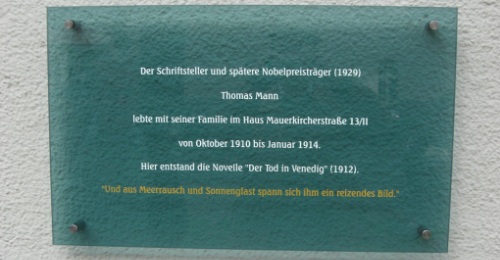 Der Schriftsteller und spätere Nobelpreisträger (1929)
Thomas Mann
lebte mit seiner Familie im Haus Mauerkircherstraße 13/II
von Oktober 1910 bis Januar 1914.
Hier entstand die Novelle "Der Tod in Venedig" (1912).
"Und aus Meerrausch und Sonnenglast spann sich ihm ein reizendes Bild."